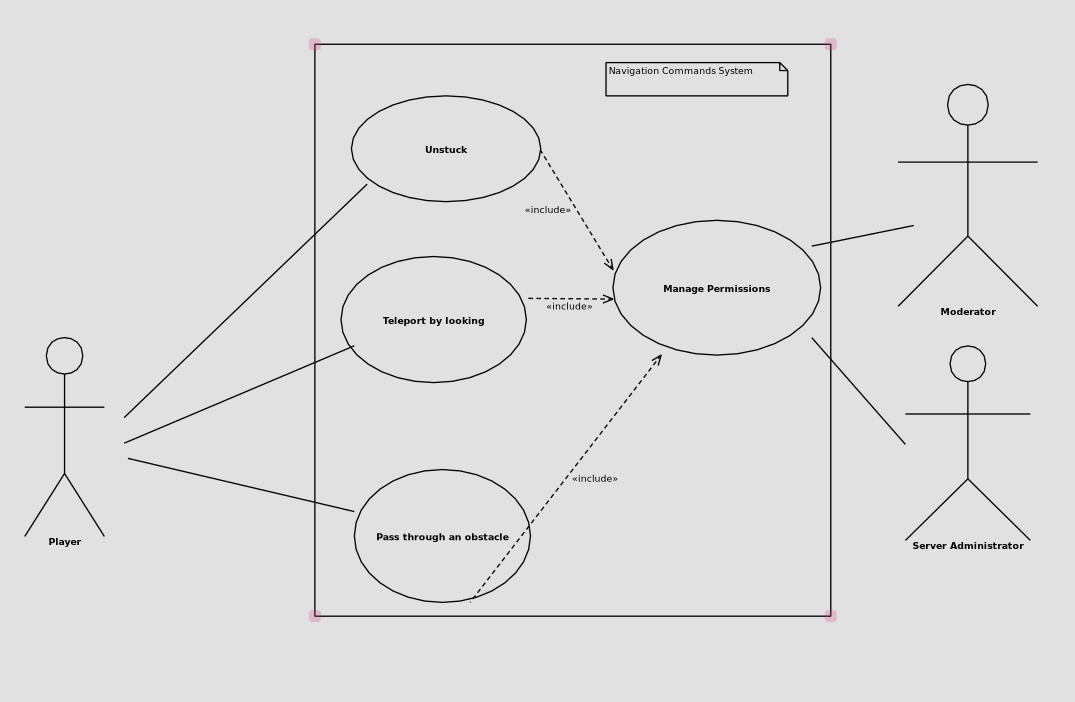 Navigation Commands System
Unstuck
«include»
Manage Permissions
«include»
Teleport by looking
Moderator
«include»
Pass through an obstacle
Player
Server Administrator